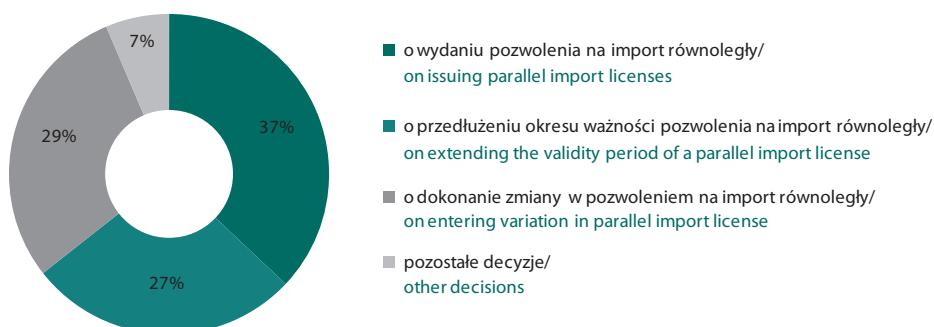 7%
37%
29%
27%
o wydaniu pozwolenia na import równoległy/
on issuing parallel import licenses
o przedłużeniu okresu ważności pozwolenia na import równoległy/
on extending the validity period of a parallel import license
o dokonanie zmiany w pozwoleniem na import równoległy/
on entering variation in parallel import license
pozostałe decyzje/
other decisions